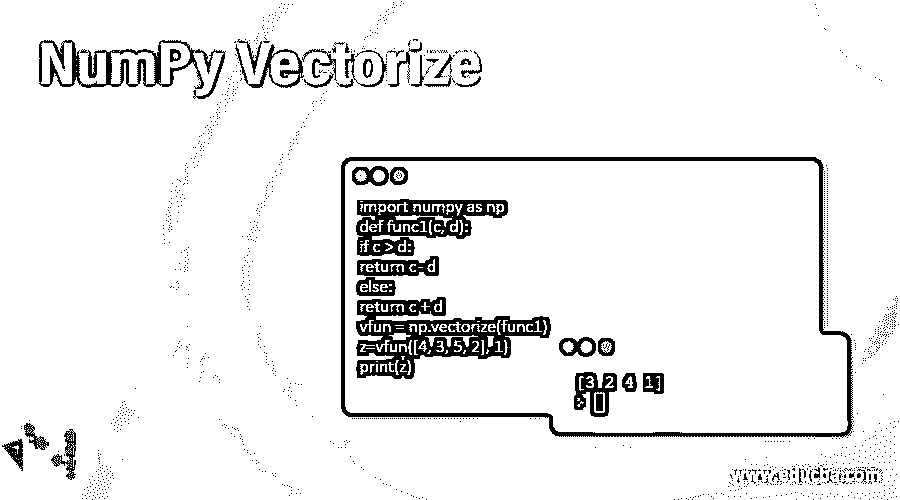 NumPy Vectorize
import numpy as np
def func1(c, d):
if c > d:
return c-d
else:
return c + d
vfun = np.vectorize(func1)
z=vfun([4, 3, 5, 2], 1)
print(z)
[3 2 4 1]
>
www.educba.com